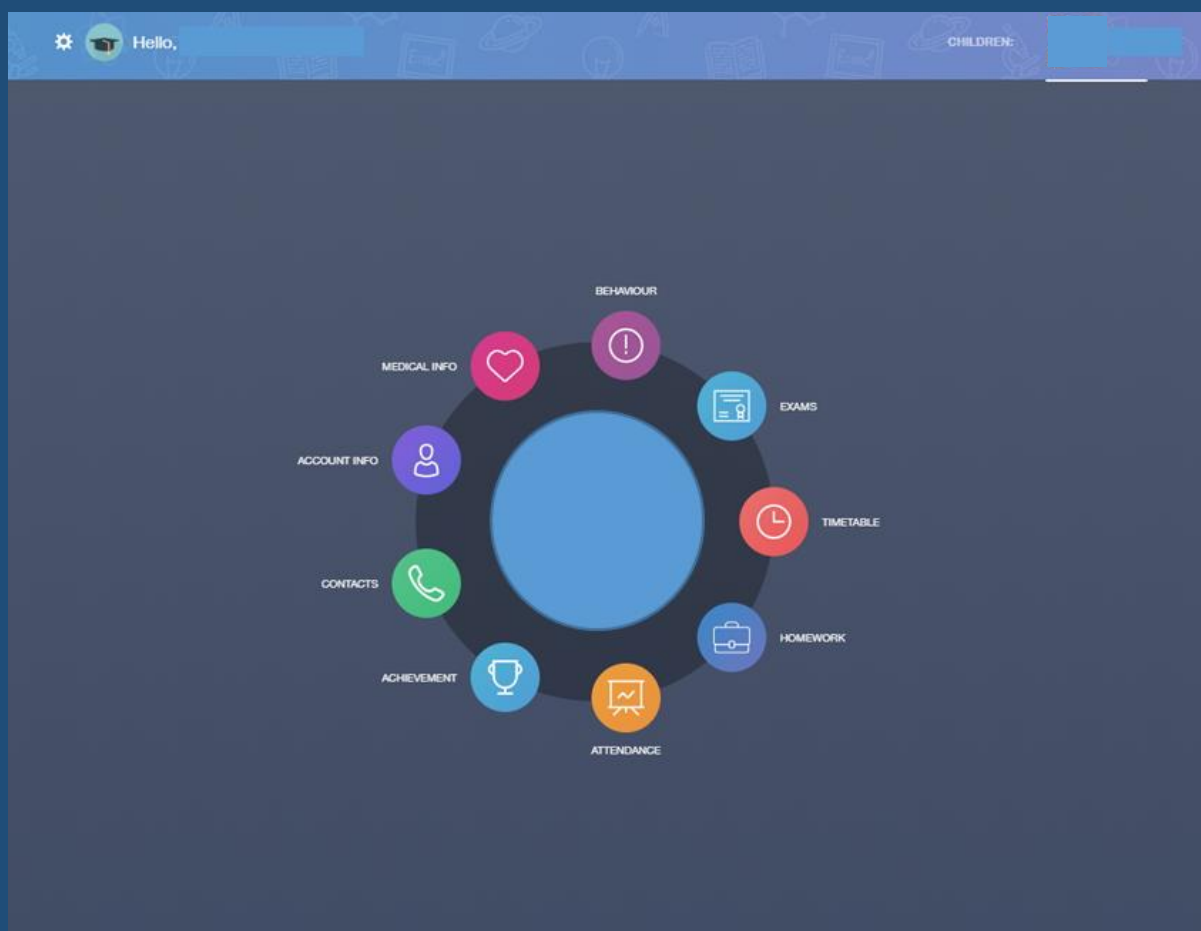 Hello,
CHILDREN:
BEHAVIOUR
MEDICAL INFO
EXAMS
ACCOUNT INFO
TIMETABLE
CONTACTS
HOMEWORK
ACHIEVEMENT
ATTENDANCE